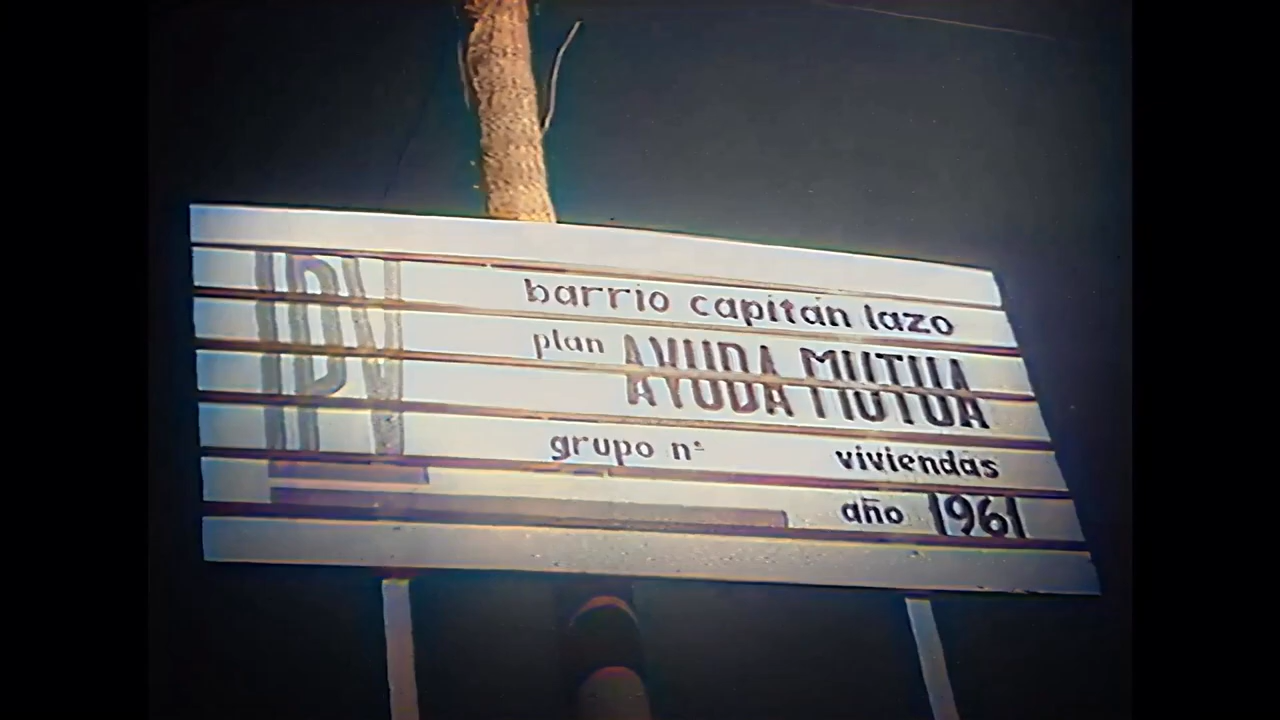 IPV
barrio capitán lazo
plan AYUDA MUTUA
grupo nº viviendas
año 1961